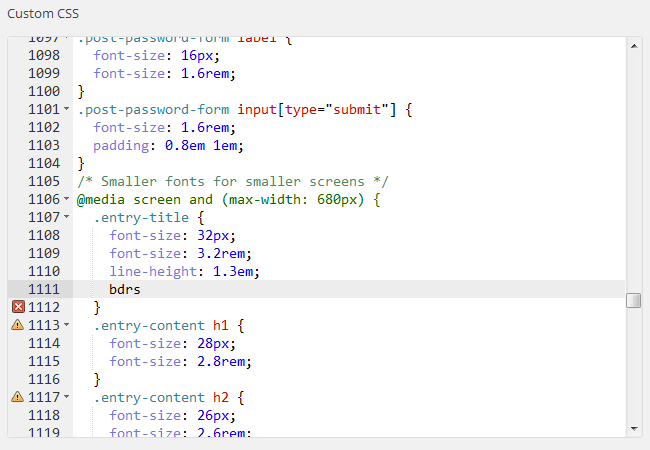 Custom CSS
1097 .post-password-form label {
1098 font-size: 16px;
1099 font-size: 1.6rem;
1100 }
1101 .post-password-form input[type="submit"] {
1102 font-size: 1.6rem;
1103 padding: 0.8em 1em;
1104 }
1105 /* Smaller fonts for smaller screens */
1106 @media screen and (max-width: 680px) {
1107 .entry-title {
1108 font-size: 32px;
1109 font-size: 3.2rem;
1110 line-height: 1.3em;
1111 bdrs
1112 }
1113 .entry-content h1 {
1114 font-size: 28px;
1115 font-size: 2.8rem;
1116 }
1117 .entry-content h2 {
1118 font-size: 26px;
1119 font-size: 2.6rem;